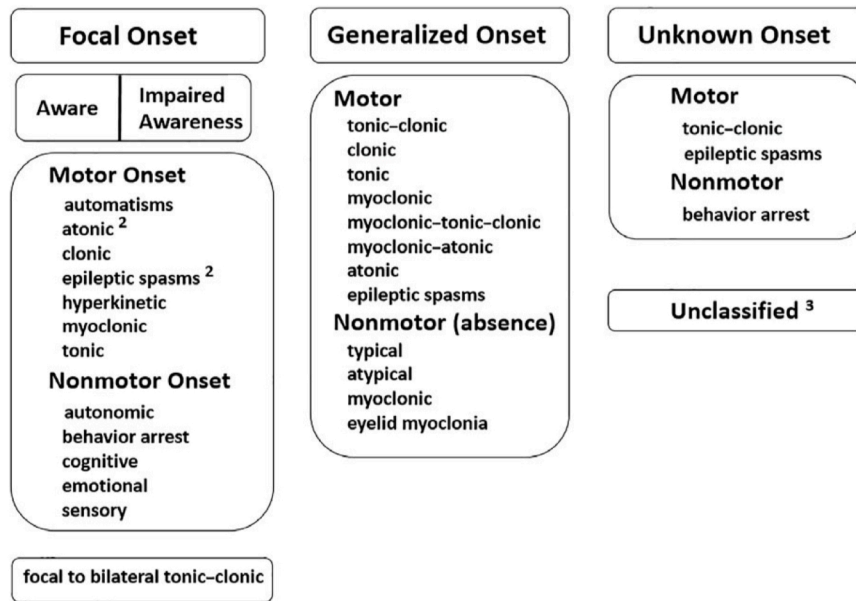 Focal Onset
Aware
Impaired
Awareness
Motor Onset
automatisms
atonic ²
clonic
epileptic spasms ²
hyperkinetic
myoclonic
tonic
Nonmotor Onset
autonomic
behavior arrest
cognitive
emotional
sensory
focal to bilateral tonic–clonic
Generalized Onset
Motor
tonic–clonic
clonic
tonic
myoclonic
myoclonic–tonic–clonic
myoclonic–atonic
atonic
epileptic spasms
Nonmotor (absence)
typical
atypical
myoclonic
eyelid myoclonia
Unknown Onset
Motor
tonic–clonic
epileptic spasms
Nonmotor
behavior arrest
Unclassified ³